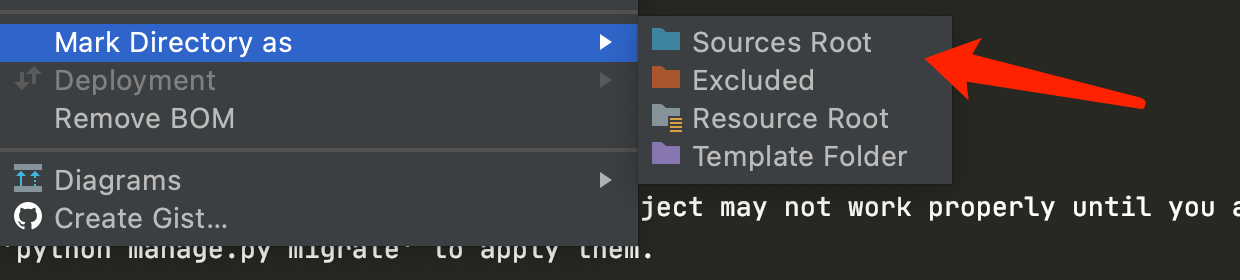 Mark Directory as
Deployment
Remove BOM
Diagrams
Create Gist...
Sources Root
Excluded
Resource Root
Template Folder
ject may not work properly until you a
'python manage.py migrate' to apply them.